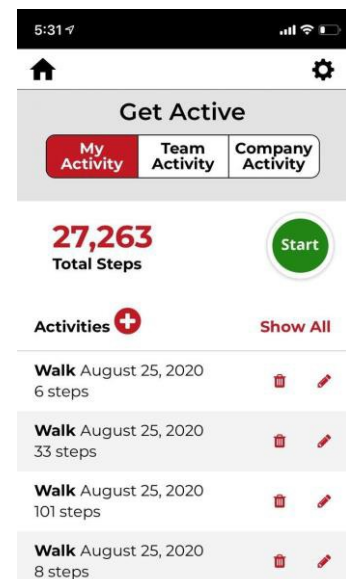 5:31
Get Active
My Activity
Team Activity
Company Activity
27,263
Total Steps
Start
Activities
Show All
Walk August 25, 2020
6 steps
Walk August 25, 2020
33 steps
Walk August 25, 2020
101 steps
Walk August 25, 2020
8 steps